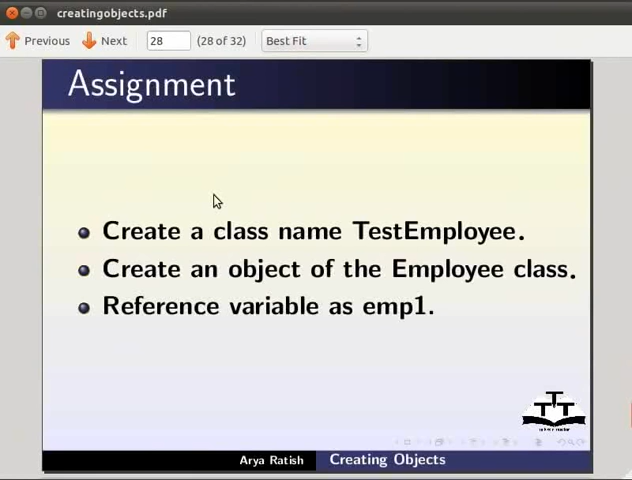 creatingobjects.pdf
Previous Next 28 (28 of 32) Best Fit
Assignment
Create a class name TestEmployee.
Create an object of the Employee class.
Reference variable as emp1.
TTT
Arya Ratish Creating Objects